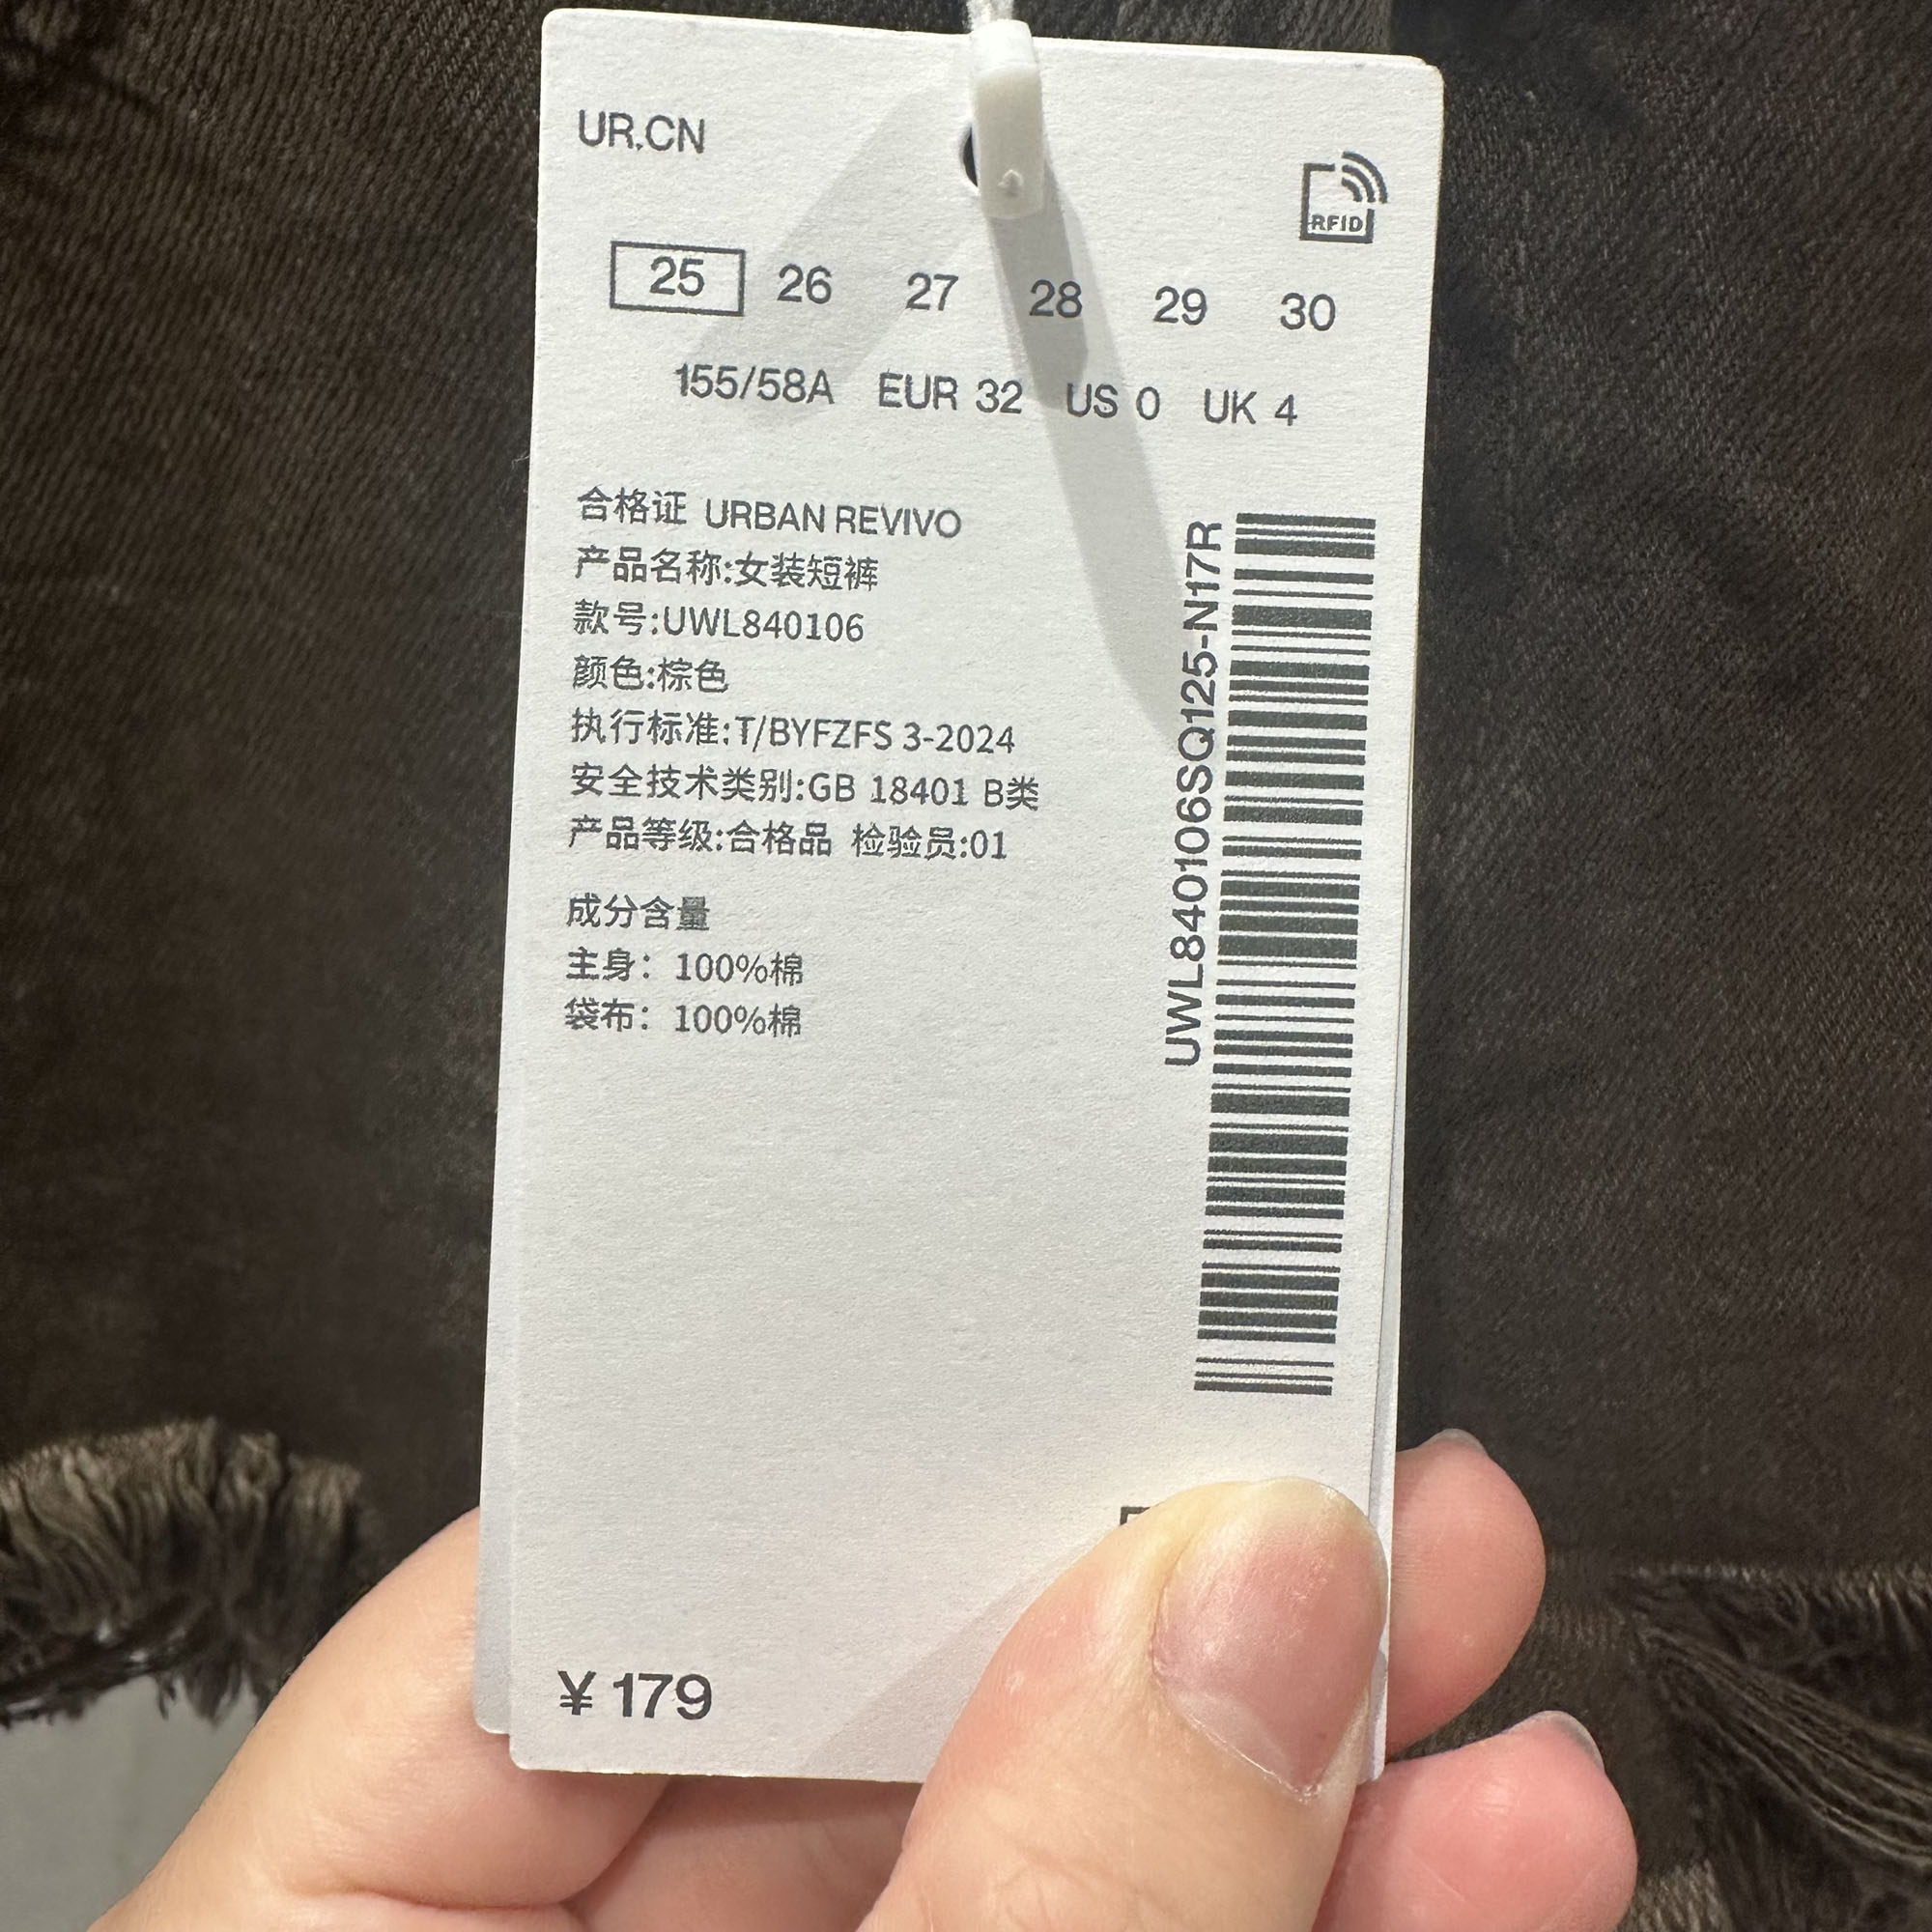 UR.CN
RFID
25 26 27 28 29 30
155/58A EUR 32 US 0 UK 4
合格证 URBAN REVIVO
产品名称:女装短裤
款号:UWL840106
颜色:棕色
执行标准:T/BYFZFS 3-2024
安全技术类别:GB 18401 B类
产品等级:合格品 检验员:01
成分含量
主身：100%棉
袋布：100%棉
UWL840106SQ125-N17R
¥ 179